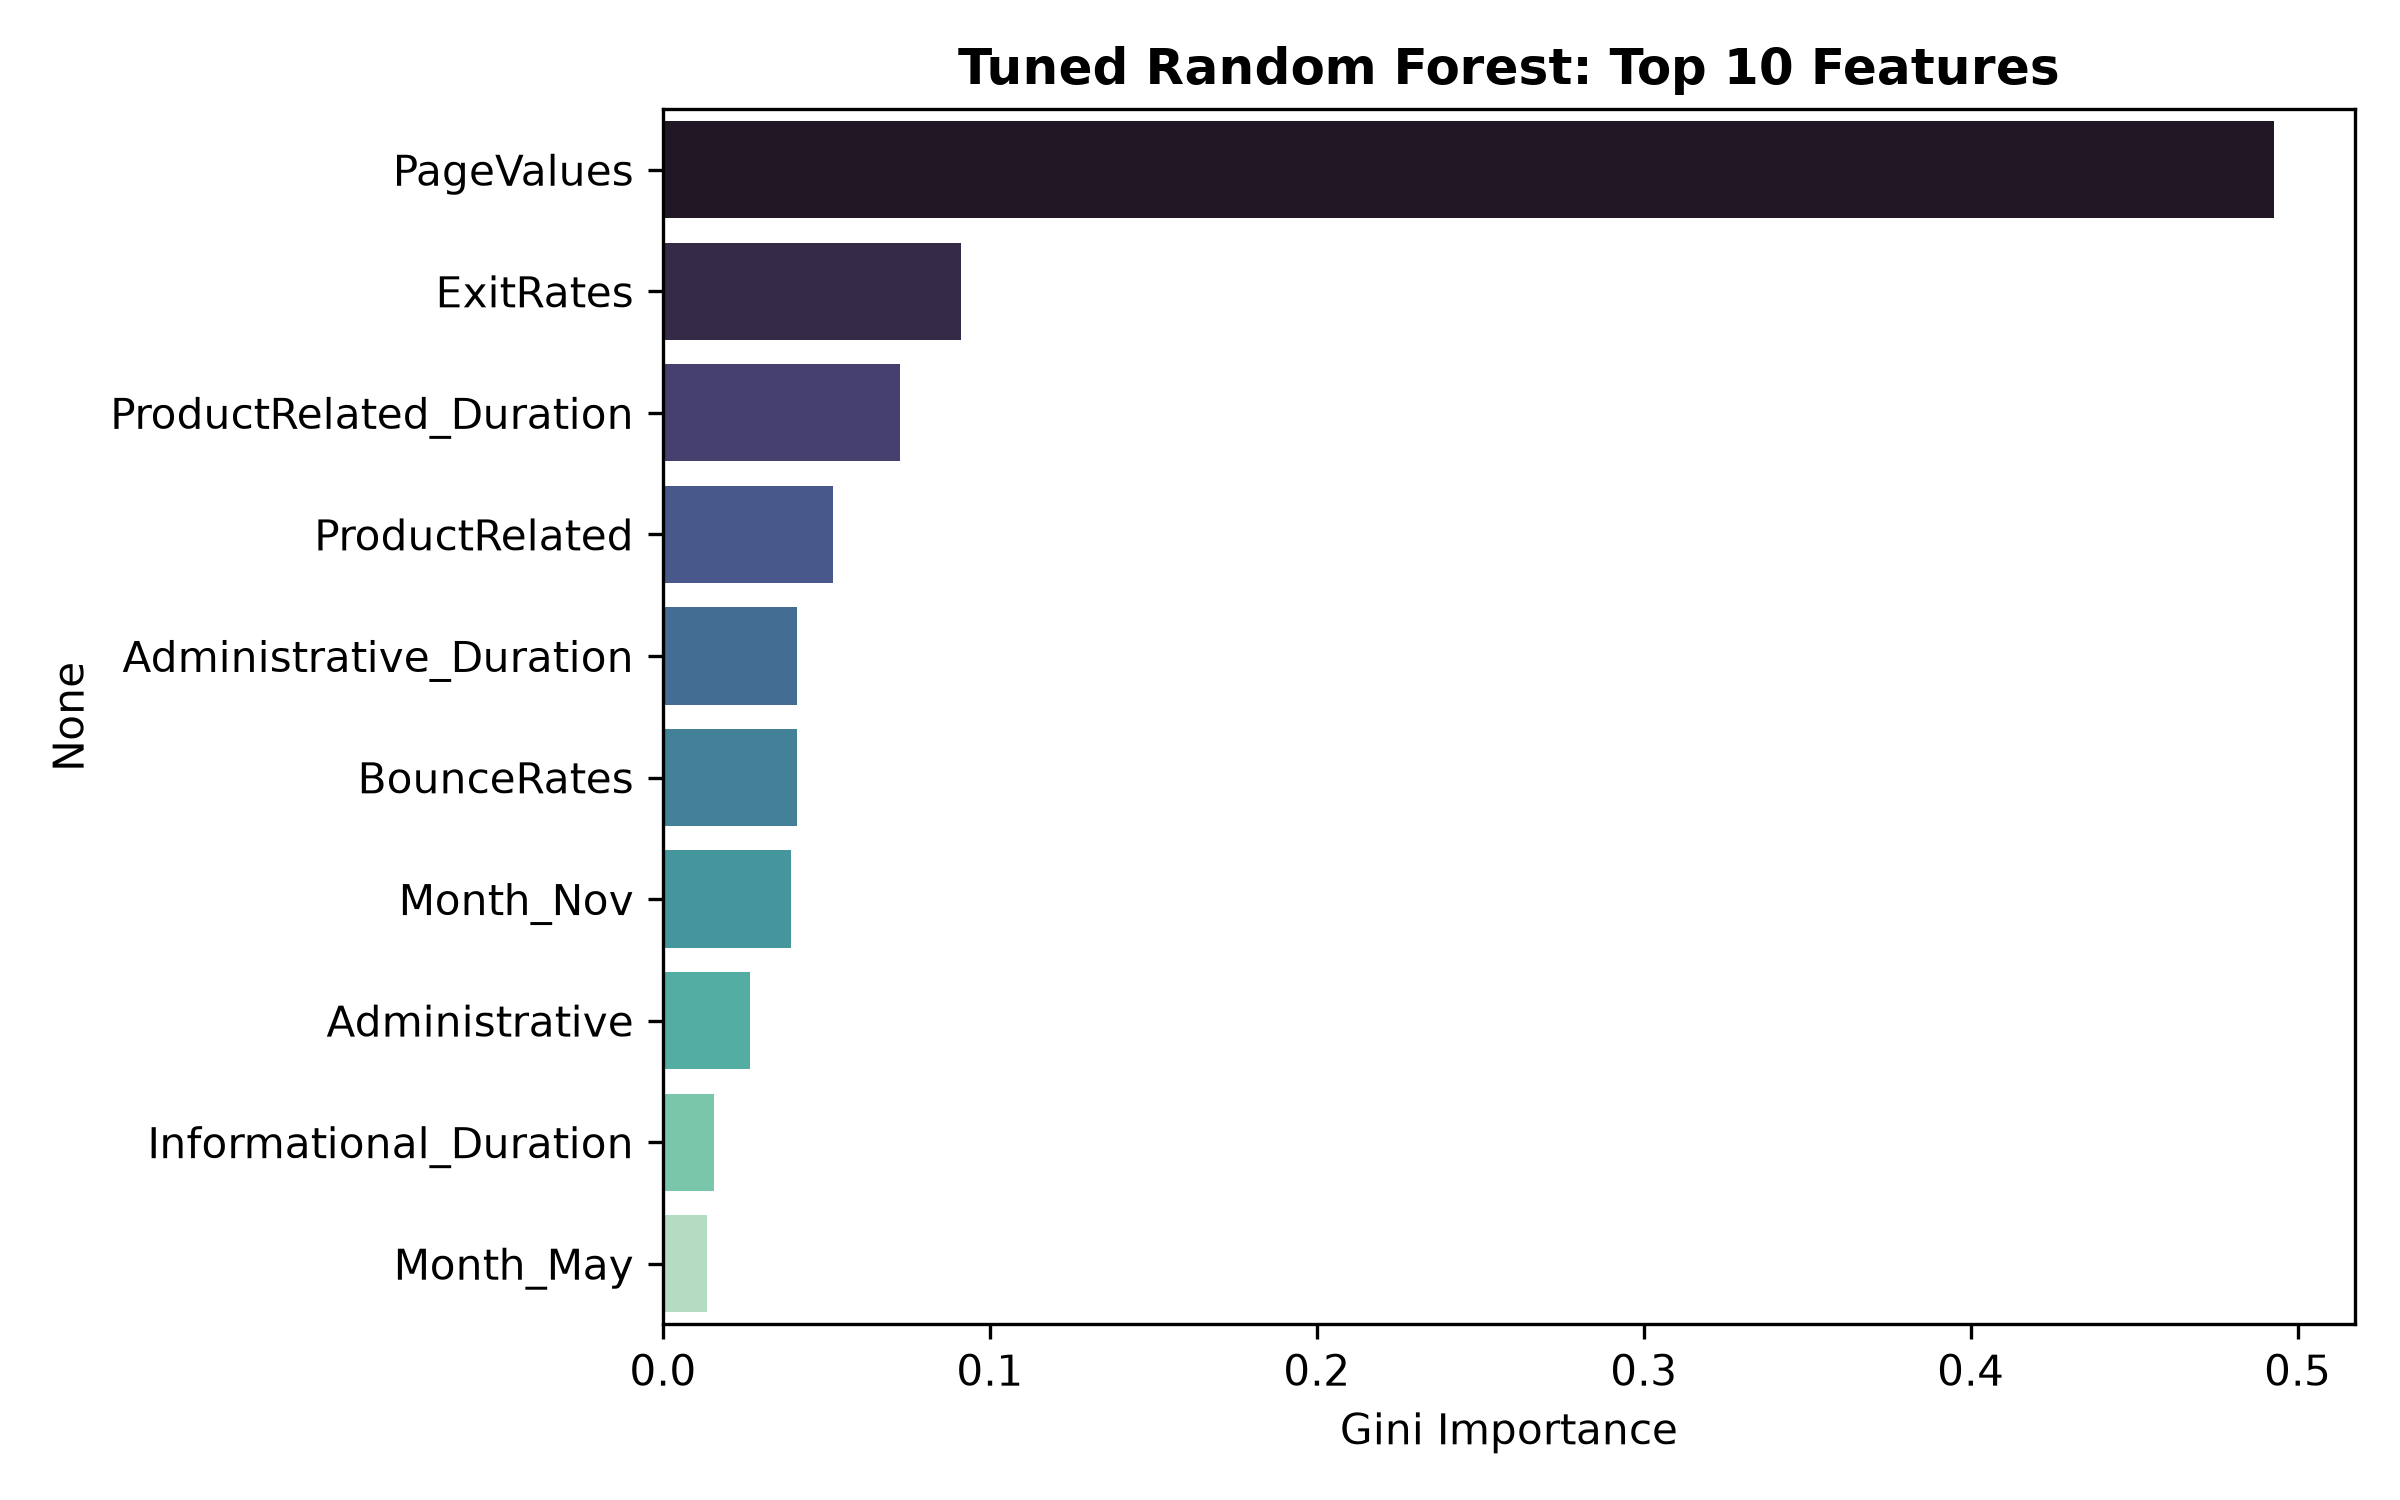 Tuned Random Forest: Top 10 Features
PageValues
ExitRates
ProductRelated_Duration
ProductRelated
Administrative_Duration
BounceRates
Month_Nov
Administrative
Informational_Duration
Month_May
None
0.0 0.1 0.2 0.3 0.4 0.5
Gini Importance